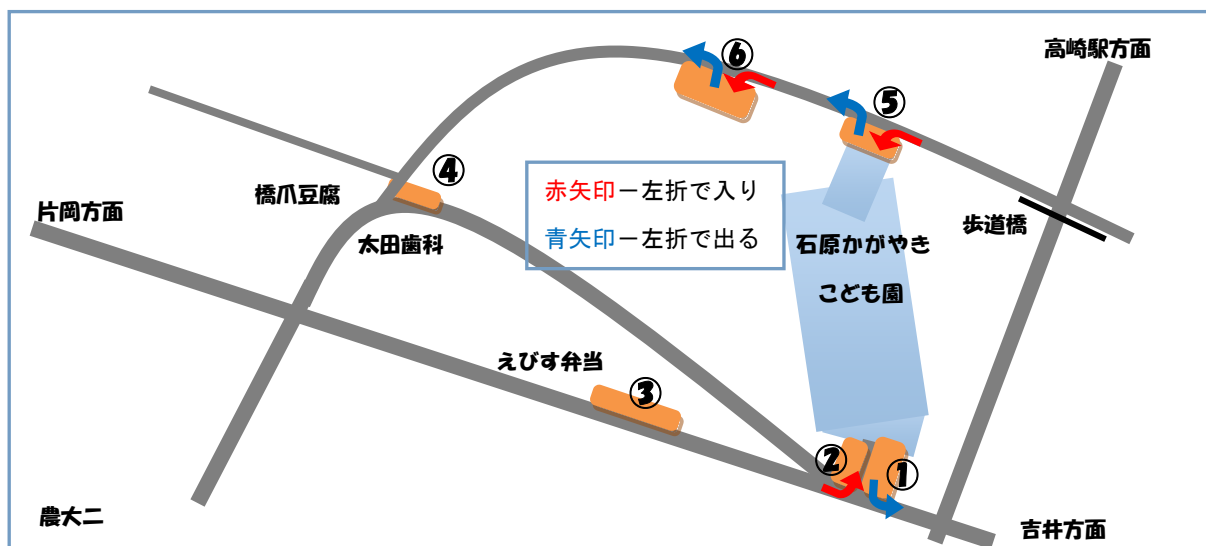 ⑥
高崎駅方面
⑤
④
赤矢印－左折で入り
橋爪豆腐
片岡方面
歩道橋
太田歯科
青矢印－左折で出る
石原かがやき
こども園
えびす弁当
③
②
①
農大二
吉井方面